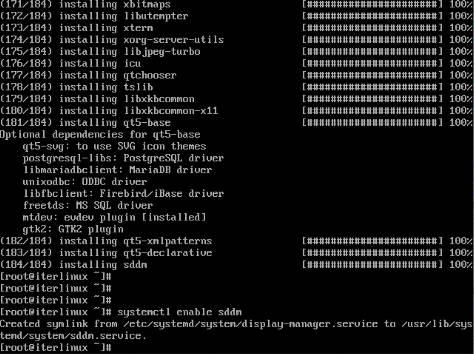 (171/184) installing xbitmaps [######################] 100%
(172/184) installing libutempter [######################] 100%
(173/184) installing xterm [######################] 100%
(174/184) installing xorg-server-utils [######################] 100%
(175/184) installing libjpeg-turbo [######################] 100%
(176/184) installing icu [######################] 100%
(177/184) installing qtchooser [######################] 100%
(178/184) installing tslib [######################] 100%
(179/184) installing libxkbcommon [######################] 100%
(180/184) installing libxkbcommon-x11 [######################] 100%
(181/184) installing qt5-base [######################] 100%
Optional dependencies for qt5-base
qt5-svg: to use SVG icon themes
postgresql-libs: PostgreSQL driver
libmariadbclient: MariaDB driver
unixodbc: ODBC driver
libfbclient: Firebird/iBase driver
freetds: MS SQL driver
mtdev: evdev plugin [installed]
gtk2: GTK2 plugin
(182/184) installing qt5-xmlpatterns [######################] 100%
(183/184) installing qt5-declarative [######################] 100%
(184/184) installing sddm [######################] 100%
[root@iterlinux ~]#
[root@iterlinux ~]#
[root@iterlinux ~]#
[root@iterlinux ~]# systemctl enable sddm
Created symlink from /etc/systemd/system/display-manager.service to /usr/lib/sys
temd/system/sddm.service.
[root@iterlinux ~]#